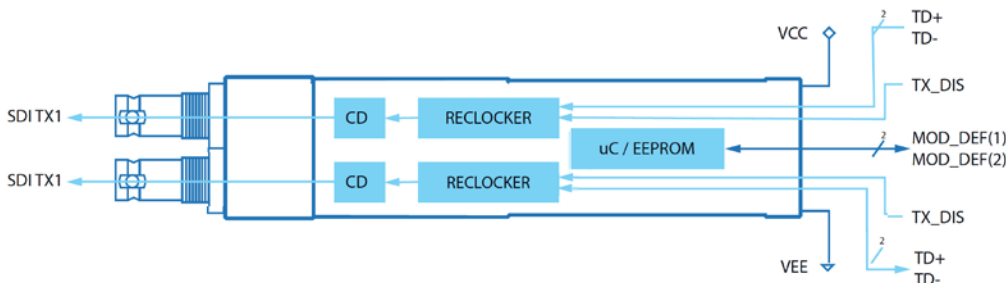 2
TD+
TD-
VCC
TX_DIS
SDI TX1
CD
RECLOCKER
2
MOD_DEF(1)
uC / EEPROM
MOD_DEF(2)
SDI TX1
CD
RECLOCKER
TX_DIS
2
VEE
TD+
TD-